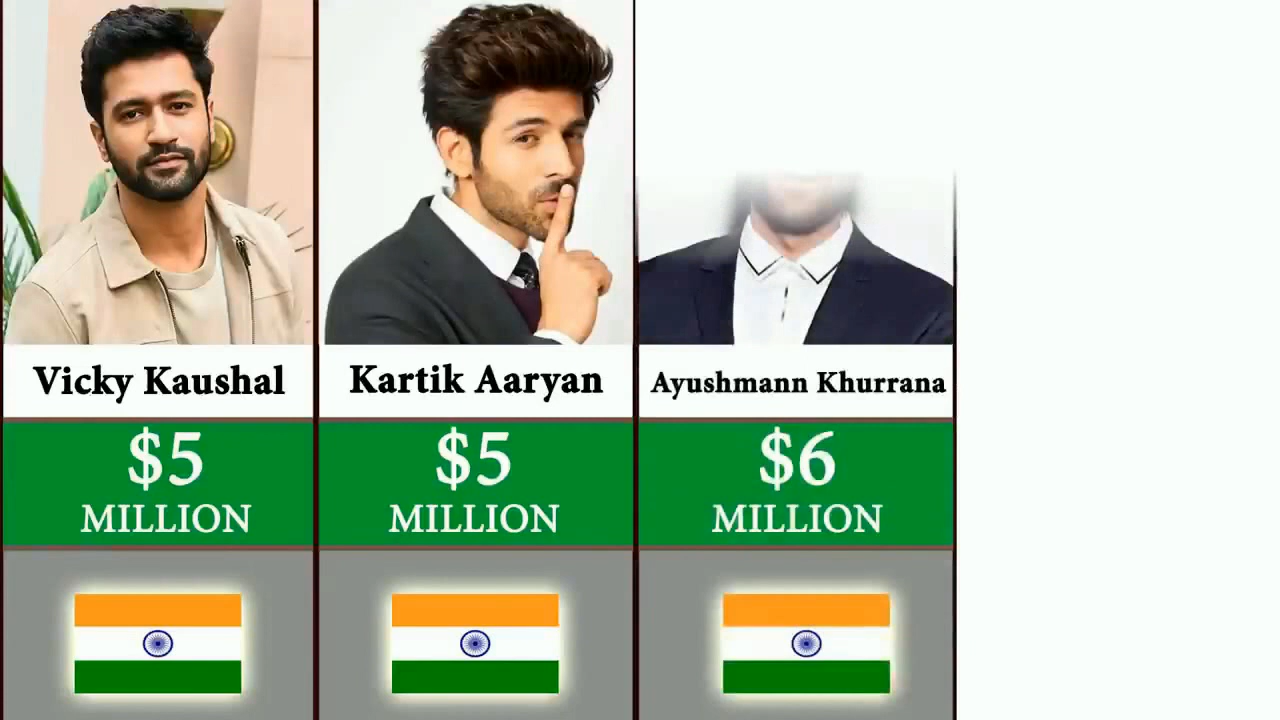 Vicky Kaushal
$5
MILLION
Kartik Aaryan
$5
MILLION
Ayushmann Khurrana
$6
MILLION